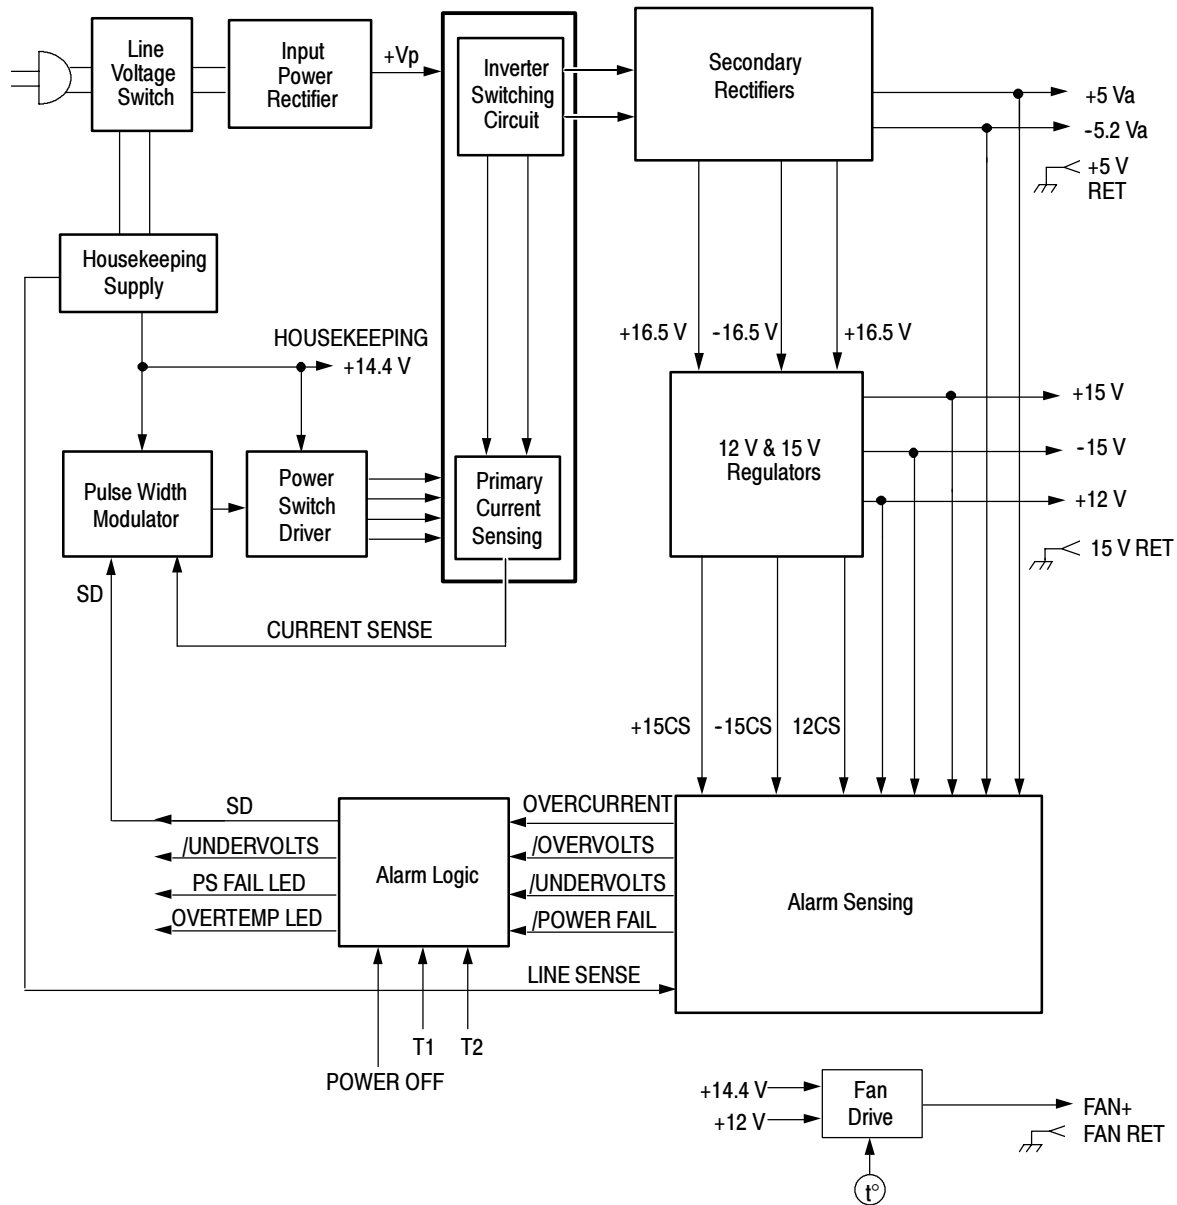 Line
Voltage
Switch
Input
Power
Rectifier
+Vp
Inverter
Switching
Circuit
Secondary
Rectifiers
+5 Va
-5.2 Va
+5 V
RET
Housekeeping
Supply
HOUSEKEEPING
+14.4 V
+16.5 V
-16.5 V
+16.5 V
12 V & 15 V
Regulators
+15 V
-15 V
+12 V
15 V RET
Pulse Width
Modulator
Power
Switch
Driver
Primary
Current
Sensing
SD
CURRENT SENSE
+15CS
-15CS
12CS
SD
/UNDERVOLTS
PS FAIL LED
OVERTEMP LED
Alarm Logic
OVERCURRENT
/OVERVOLTS
/UNDERVOLTS
/POWER FAIL
Alarm Sensing
LINE SENSE
T1
T2
POWER OFF
+14.4 V
+12 V
Fan
Drive
FAN+
FAN RET
t°